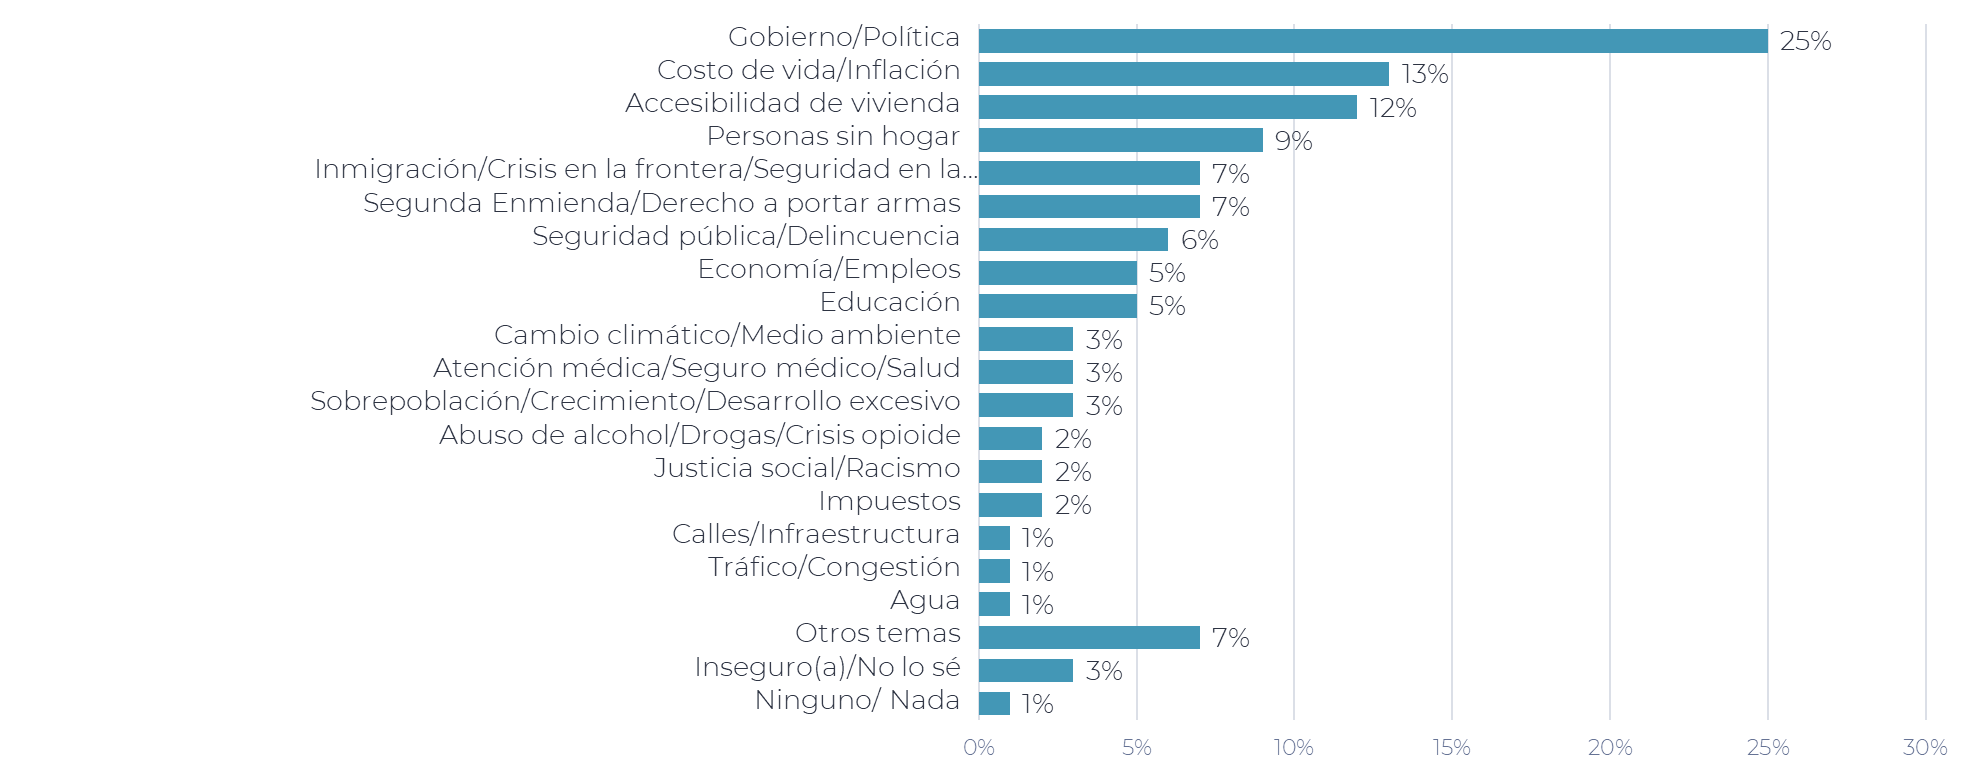 Gobierno/Política 25%
Costo de vida/Inflación 13%
Accesibilidad de vivienda 12%
Personas sin hogar 9%
Inmigración/Crisis en la frontera/Seguridad en la... 7%
Segunda Enmienda/Derecho a portar armas 7%
Seguridad pública/Delincuencia 6%
Economía/Empleos 5%
Educación 5%
Cambio climático/Medio ambiente 3%
Atención médica/Seguro médico/Salud 3%
Sobrepoblación/Crecimiento/Desarrollo excesivo 3%
Abuso de alcohol/Drogas/Crisis opioide 2%
Justicia social/Racismo 2%
Impuestos 2%
Calles/Infraestructura 1%
Tráfico/Congestión 1%
Agua 1%
Otros temas 7%
Inseguro(a)/No lo sé 3%
Ninguno/ Nada 1%
0% 5% 10% 15% 20% 25% 30%